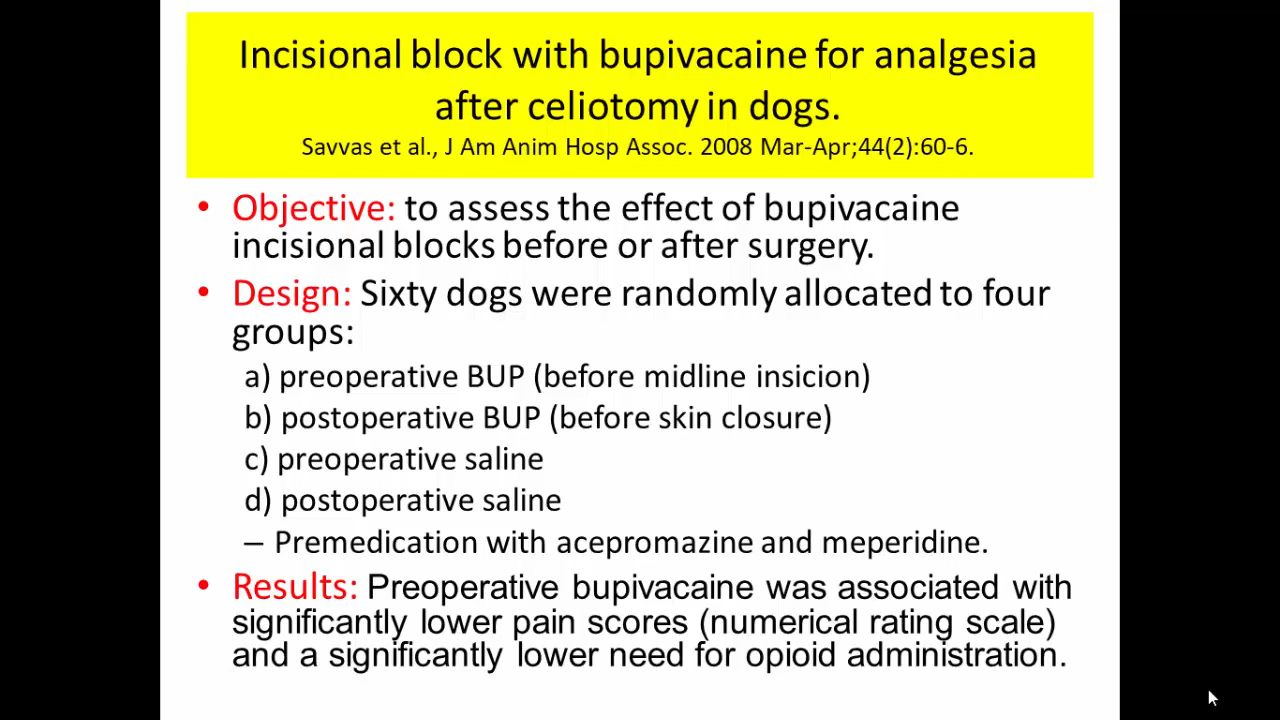 Incisional block with bupivacaine for analgesia
after celiotomy in dogs.
Savvas et al., J Am Anim Hosp Assoc. 2008 Mar-Apr;44(2):60-6.
• Objective: to assess the effect of bupivacaine
incisional blocks before or after surgery.
• Design: Sixty dogs were randomly allocated to four
groups:
a) preoperative BUP (before midline insicion)
b) postoperative BUP (before skin closure)
c) preoperative saline
d) postoperative saline
– Premedication with acepromazine and meperidine.
• Results: Preoperative bupivacaine was associated with
significantly lower pain scores (numerical rating scale)
and a significantly lower need for opioid administration.